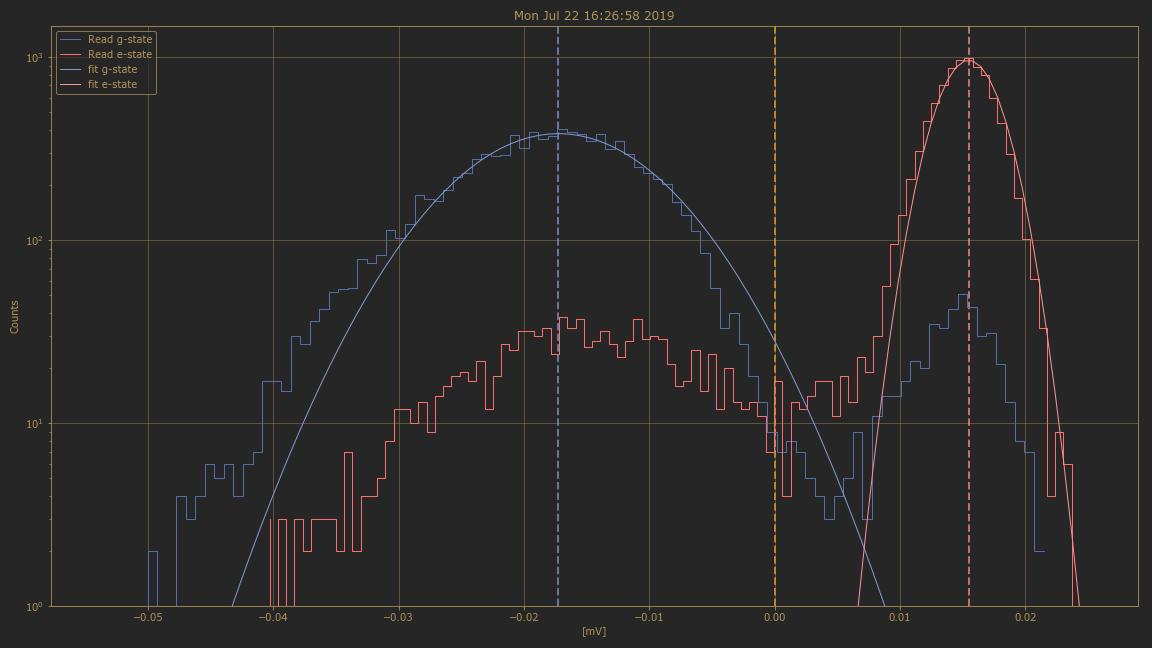 Mon Jul 22 16:26:58 2019
Read g-state
Read e-state
fit g-state
fit e-state
10³
10²
10¹
10⁰
Counts
−0.05
−0.04
−0.03
−0.02
−0.01
0.00
0.01
0.02
[mV]